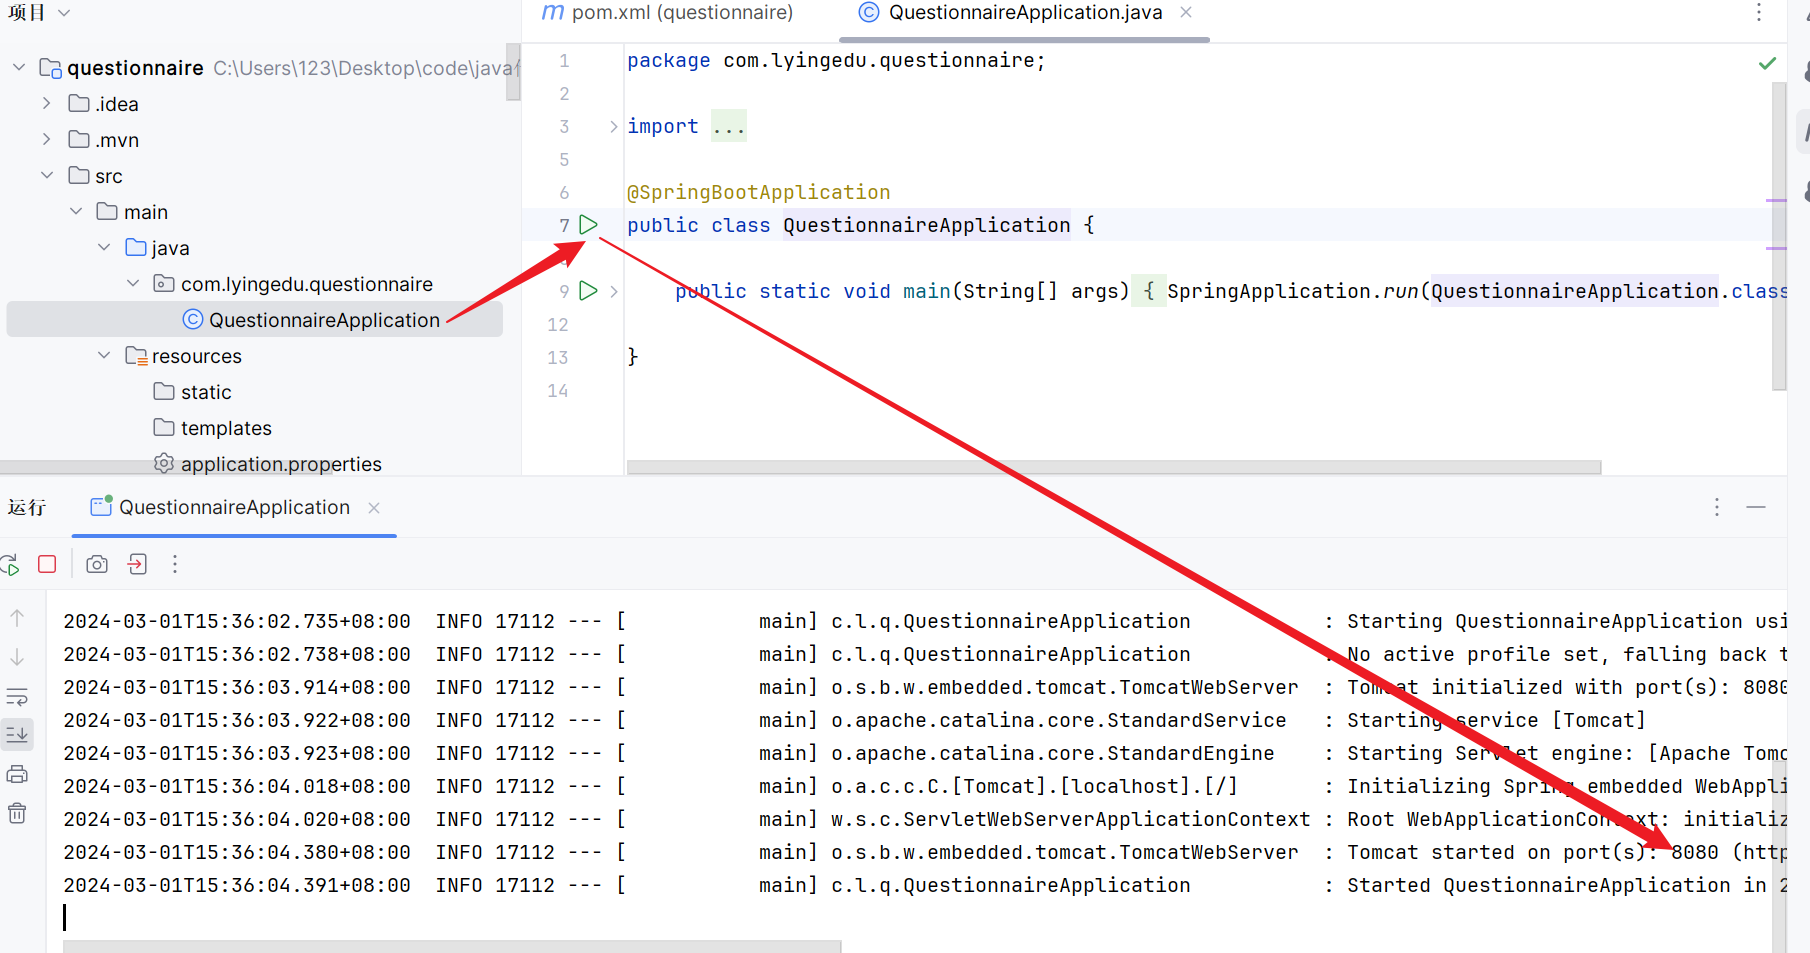 项目
pom.xml (questionnaire)
QuestionnaireApplication.java
questionnaire C:\Users\123\Desktop\code\java
.idea
.mvn
src
main
java
com.lyingedu.questionnaire
QuestionnaireApplication
resources
static
templates
application.properties
1 package com.lyingedu.questionnaire;
2
3 import ...
5
6 @SpringBootApplication
7 public class QuestionnaireApplication {
9 public static void main(String[] args) { SpringApplication.run(QuestionnaireApplication.class
12
13 }
14
运行 QuestionnaireApplication
2024-03-01T15:36:02.735+08:00  INFO 17112 --- [           main] c.l.q.QuestionnaireApplication           : Starting QuestionnaireApplication usi
2024-03-01T15:36:02.738+08:00  INFO 17112 --- [           main] c.l.q.QuestionnaireApplication           : No active profile set, falling back t
2024-03-01T15:36:03.914+08:00  INFO 17112 --- [           main] o.s.b.w.embedded.tomcat.TomcatWebServer  : Tomcat initialized with port(s): 8080
2024-03-01T15:36:03.922+08:00  INFO 17112 --- [           main] o.apache.catalina.core.StandardService   : Starting service [Tomcat]
2024-03-01T15:36:03.923+08:00  INFO 17112 --- [           main] o.apache.catalina.core.StandardEngine    : Starting Servlet engine: [Apache Tomc
2024-03-01T15:36:04.018+08:00  INFO 17112 --- [           main] o.a.c.c.C.[Tomcat].[localhost].[/]       : Initializing Spring embedded WebAppli
2024-03-01T15:36:04.020+08:00  INFO 17112 --- [           main] w.s.c.ServletWebServerApplicationContext : Root WebApplicationContext: initializ
2024-03-01T15:36:04.380+08:00  INFO 17112 --- [           main] o.s.b.w.embedded.tomcat.TomcatWebServer  : Tomcat started on port(s): 8080 (http
2024-03-01T15:36:04.391+08:00  INFO 17112 --- [           main] c.l.q.QuestionnaireApplication           : Started QuestionnaireApplication in 2